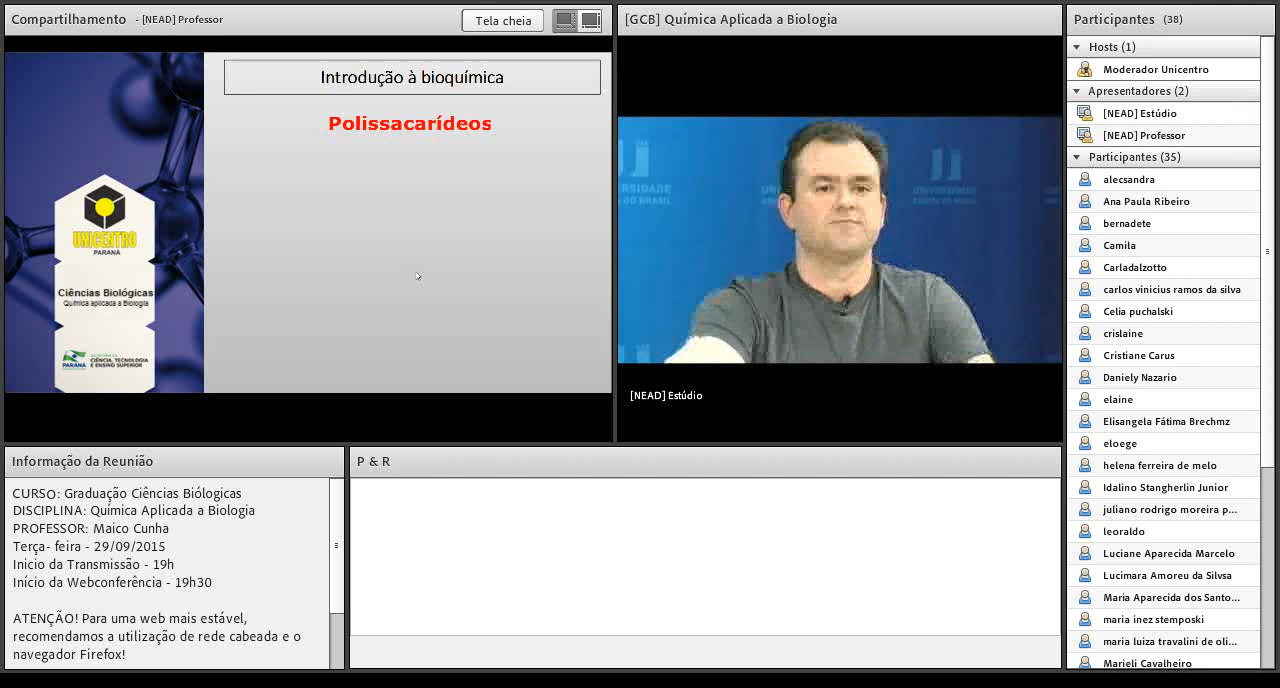 Compartilhamento - [NEAD] Professor
Tela cheia
Introdução à bioquímica
Polissacarídeos
UNICENTRO
PARANÁ
Ciências Biológicas
Química aplicada a Biologia
PARANÁ
SECRETARIA DA
CIÊNCIA, TECNOLOGIA
E ENSINO SUPERIOR
[GCB] Química Aplicada a Biologia
[NEAD] Estúdio
Participantes (38)
Hosts (1)
Moderador Unicentro
Apresentadores (2)
[NEAD] Estúdio
[NEAD] Professor
Participantes (35)
alecsandra
Ana Paula Ribeiro
bernadete
Camila
Carladalzotto
carlos vinicius ramos da silva
Celia puchalski
crislaine
Cristiane Carus
Daniely Nazario
elaine
Elisangela Fátima Brechmz
eloege
helena ferreira de melo
Idalino Stangherlin Junior
juliano rodrigo moreira p...
leoraldo
Luciane Aparecida Marcelo
Lucimara Amoreu da Silvsa
Maria Aparecida dos Santo...
maria inez stemposki
maria luiza travalini de oli...
Marieli Cavalheiro
Informação da Reunião
CURSO: Graduação Ciências Biólogicas
DISCIPLINA: Química Aplicada a Biologia
PROFESSOR: Maico Cunha
Terça- feira - 29/09/2015
Inicio da Transmissão - 19h
Início da Webconferência - 19h30
ATENÇÃO! Para uma web mais estável,
recomendamos a utilização de rede cabeada e o
navegador Firefox!
P & R